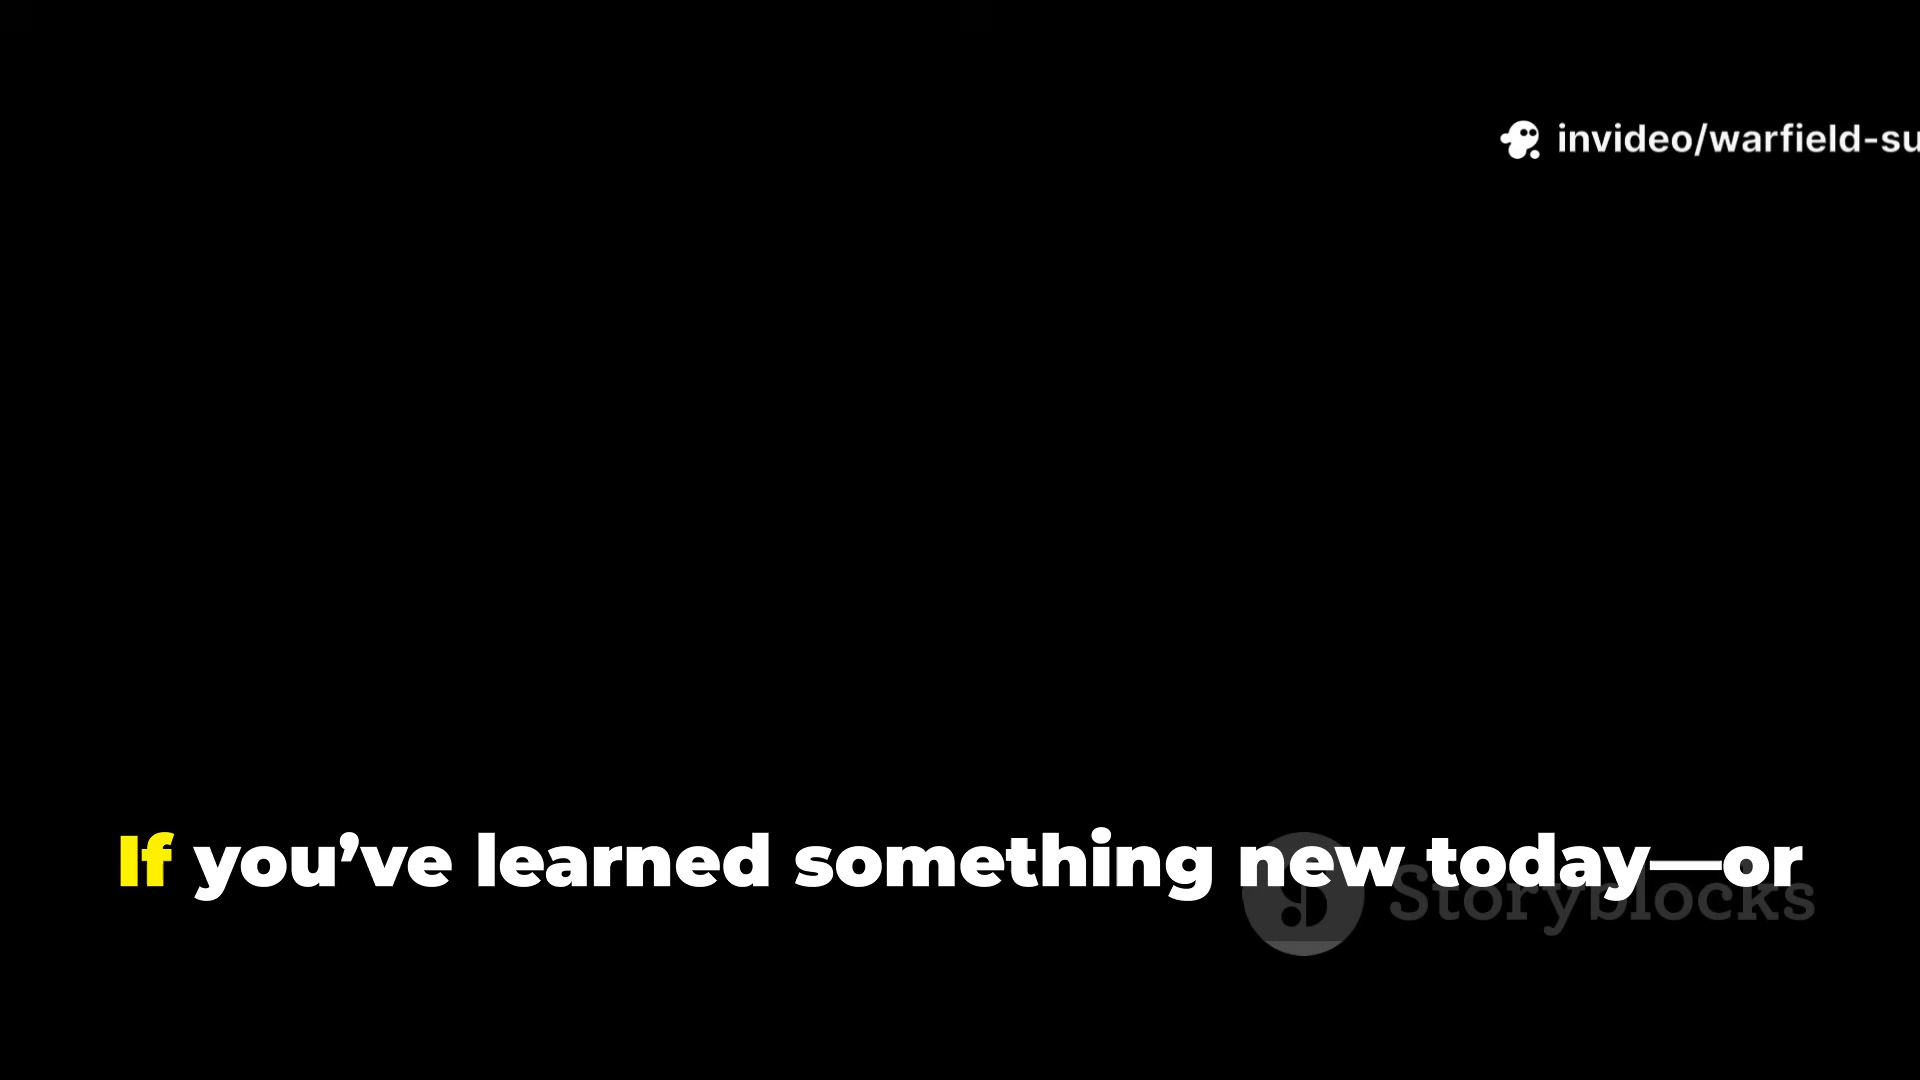 invideo/warfield-su
If you’ve learned something new today—or
Storyblocks